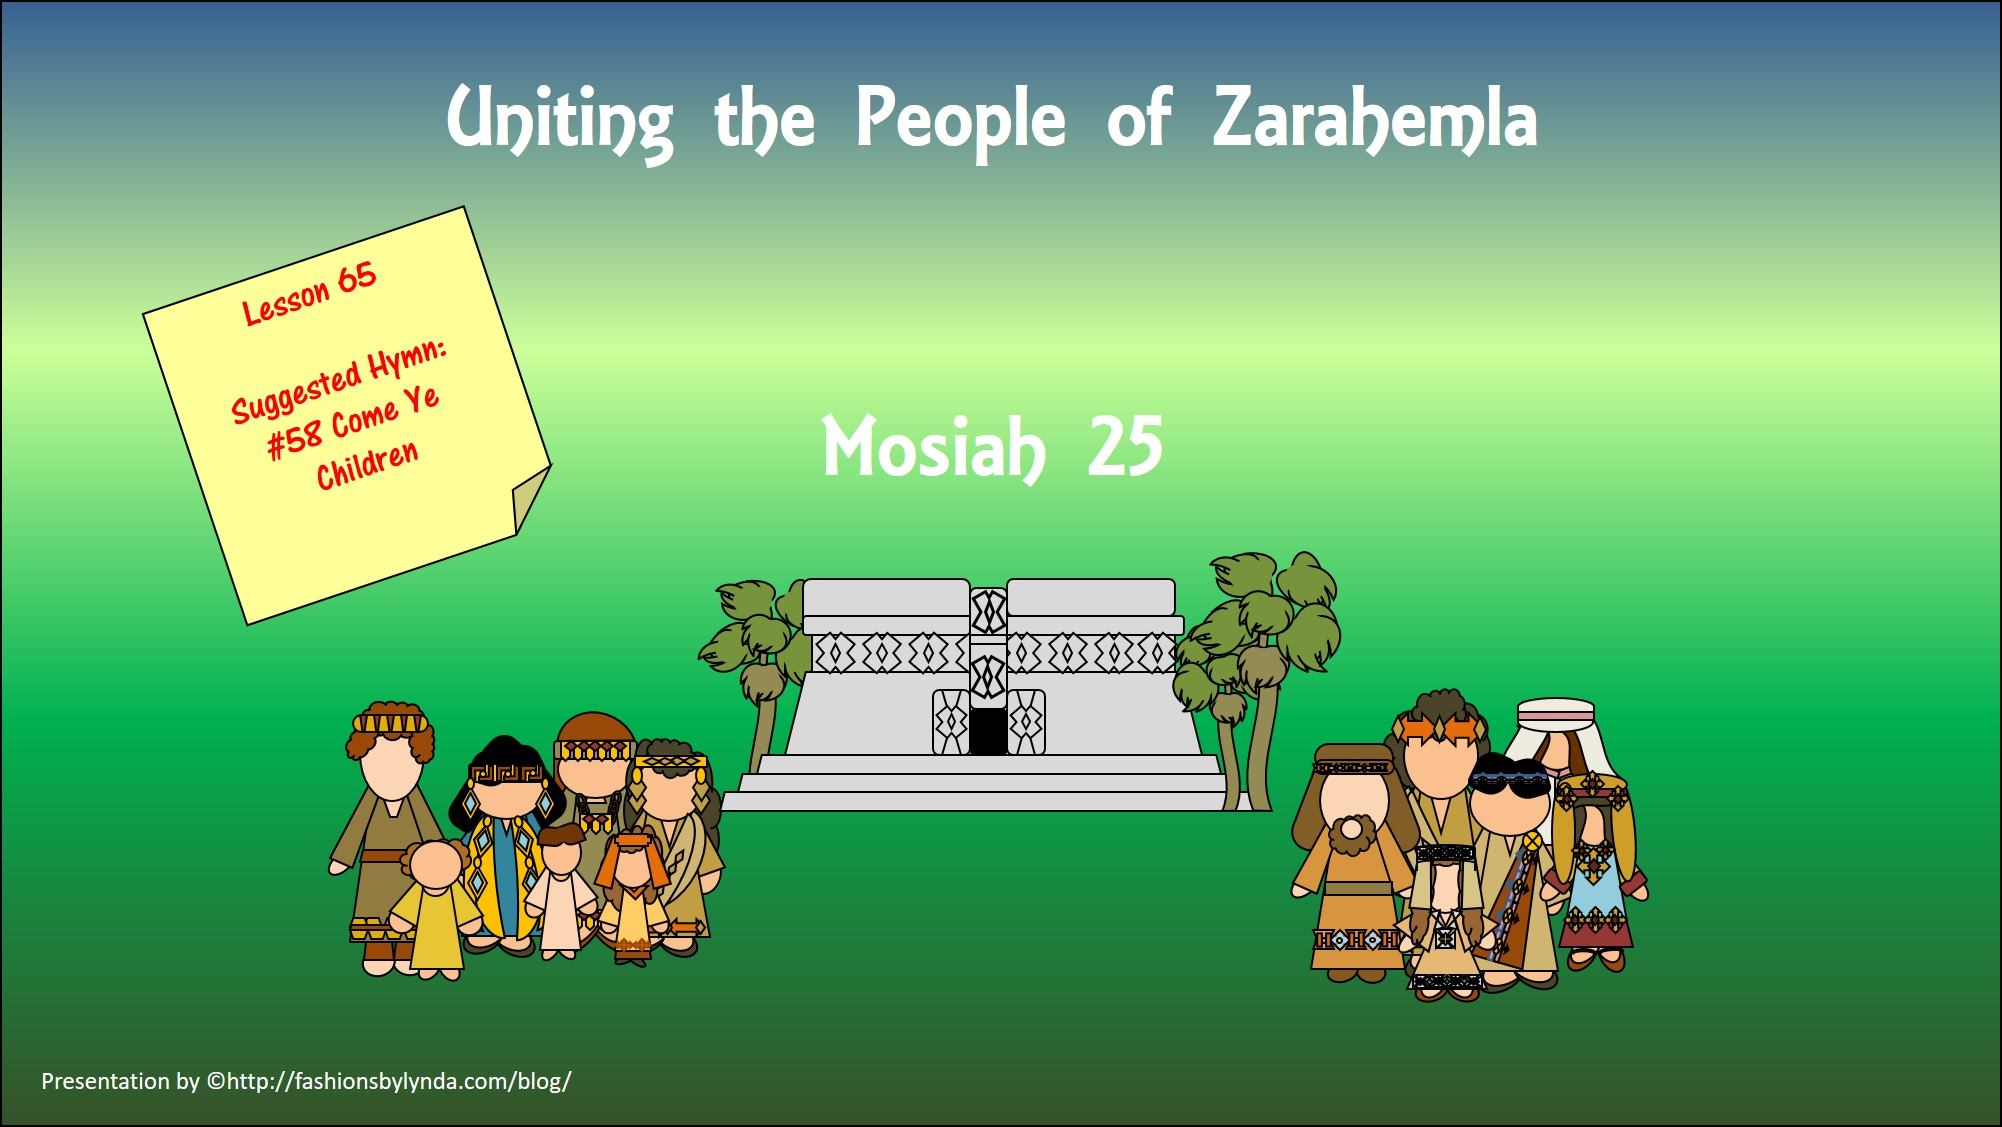 Uniting the People of Zarahemla
Lesson 65
Suggested Hymn:
#58 Come Ye
Children
Mosiah 25
Presentation by ©http://fashionsbylynda.com/blog/